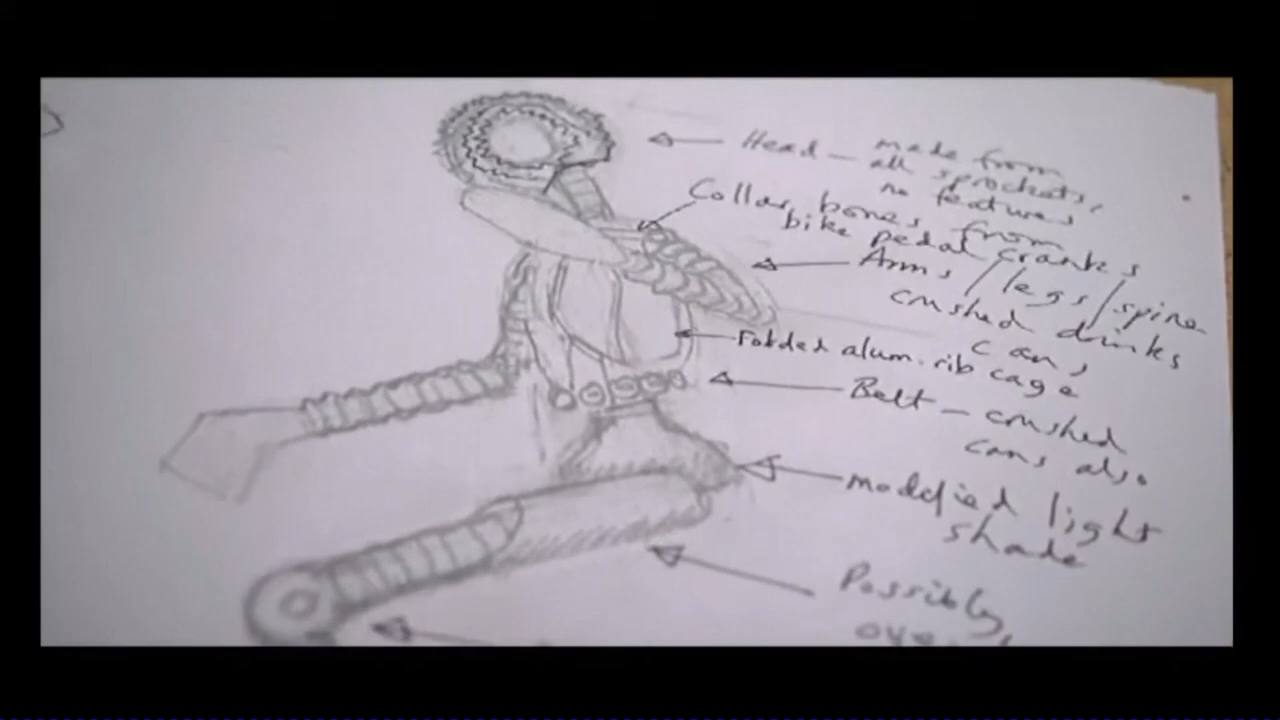 Head - made from
all sprockets,
no features
Collar bones from
bike pedal cranks
Arms/legs/spine
crushed drinks
cans
Folded alum. rib cage
Belt - crushed
cans also.
modified light
shade
Possibly